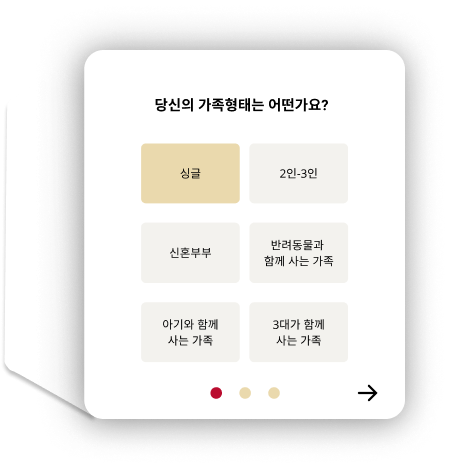 당신의 가족형태는 어떤가요?
싱글
2인-3인
신혼부부
반려동물과
함께 사는 가족
아기와 함께
사는 가족
3대가 함께
사는 가족